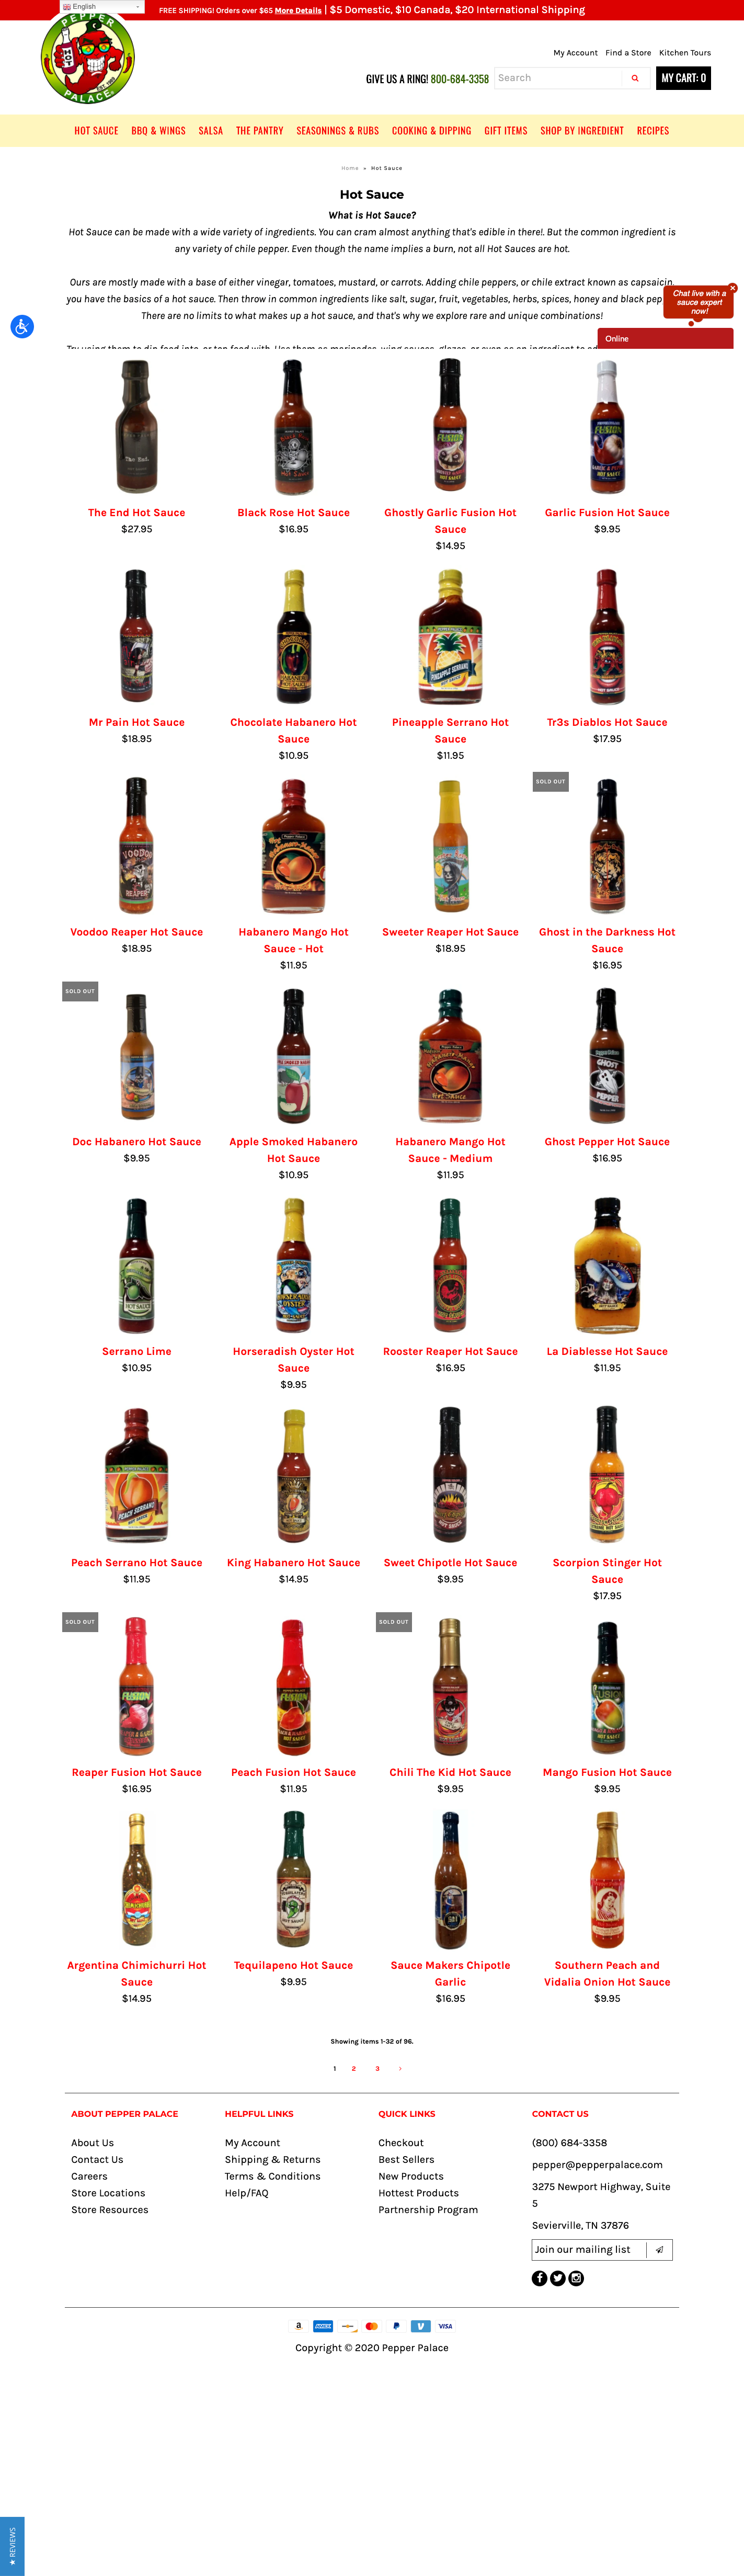 English
FREE SHIPPING! Orders over $65 More Details | $5 Domestic, $10 Canada, $20 International Shipping
PEPPER
HOT
PALACE
My Account Find a Store Kitchen Tours
GIVE US A RING! 800-684-3358
Search
MY CART: 0
HOT SAUCE BBQ & WINGS SALSA THE PANTRY SEASONINGS & RUBS COOKING & DIPPING GIFT ITEMS SHOP BY INGREDIENT RECIPES
Home » Hot Sauce
Hot Sauce
What is Hot Sauce?
Hot Sauce can be made with a wide variety of ingredients. You can cram almost anything that's edible in there!. But the common ingredient is
any variety of chile pepper. Even though the name implies a burn, not all Hot Sauces are hot.
Ours are mostly made with a base of either vinegar, tomatoes, mustard, or carrots. Adding chile peppers, or chile extract known as capsaicin,
you have the basics of a hot sauce. Then throw in common ingredients like salt, sugar, fruit, vegetables, herbs, spices, honey and black
There are no limits to what makes up a hot sauce, and that's why we explore rare and unique combinations!
Chat live with a
sauce expert
now!
Online
The End Hot Sauce
$27.95
Black Rose Hot Sauce
$16.95
Ghostly Garlic Fusion Hot
Sauce
$14.95
Garlic Fusion Hot Sauce
$9.95
Mr Pain Hot Sauce
$18.95
Chocolate Habanero Hot
Sauce
$10.95
Pineapple Serrano Hot
Sauce
$11.95
Tr3s Diablos Hot Sauce
$17.95
Voodoo Reaper Hot Sauce
$18.95
Habanero Mango Hot
Sauce - Hot
$11.95
Sweeter Reaper Hot Sauce
$18.95
SOLD OUT
Ghost in the Darkness Hot
Sauce
$16.95
SOLD OUT
Doc Habanero Hot Sauce
$9.95
Apple Smoked Habanero
Hot Sauce
$10.95
Habanero Mango Hot
Sauce - Medium
$11.95
Ghost Pepper Hot Sauce
$16.95
Serrano Lime
$10.95
Horseradish Oyster Hot
Sauce
$9.95
Rooster Reaper Hot Sauce
$16.95
La Diablesse Hot Sauce
$11.95
Peach Serrano Hot Sauce
$11.95
King Habanero Hot Sauce
$14.95
Sweet Chipotle Hot Sauce
$9.95
Scorpion Stinger Hot
Sauce
$17.95
SOLD OUT
Reaper Fusion Hot Sauce
$16.95
Peach Fusion Hot Sauce
$11.95
SOLD OUT
Chili The Kid Hot Sauce
$9.95
Mango Fusion Hot Sauce
$9.95
Argentina Chimichurri Hot
Sauce
$14.95
Tequilapeno Hot Sauce
$9.95
Sauce Makers Chipotle
Garlic
$16.95
Southern Peach and
Vidalia Onion Hot Sauce
$9.95
Showing items 1-32 of 96.
1 2 3 >
ABOUT PEPPER PALACE
About Us
Contact Us
Careers
Store Locations
Store Resources
HELPFUL LINKS
My Account
Shipping & Returns
Terms & Conditions
Help/FAQ
QUICK LINKS
Checkout
Best Sellers
New Products
Hottest Products
Partnership Program
CONTACT US
(800) 684-3358
pepper@pepperpalace.com
3275 Newport Highway, Suite
5
Sevierville, TN 37876
Join our mailing list
Copyright © 2020 Pepper Palace
★ REVIEWS